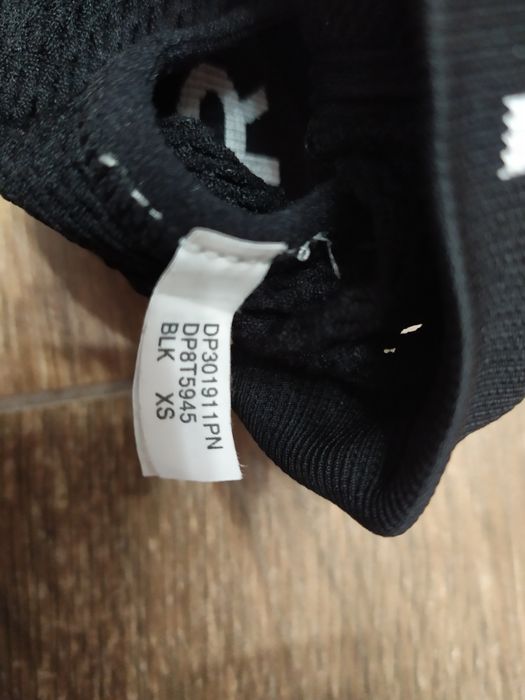 DP301911PN
DP8T5945
BLK XS
R